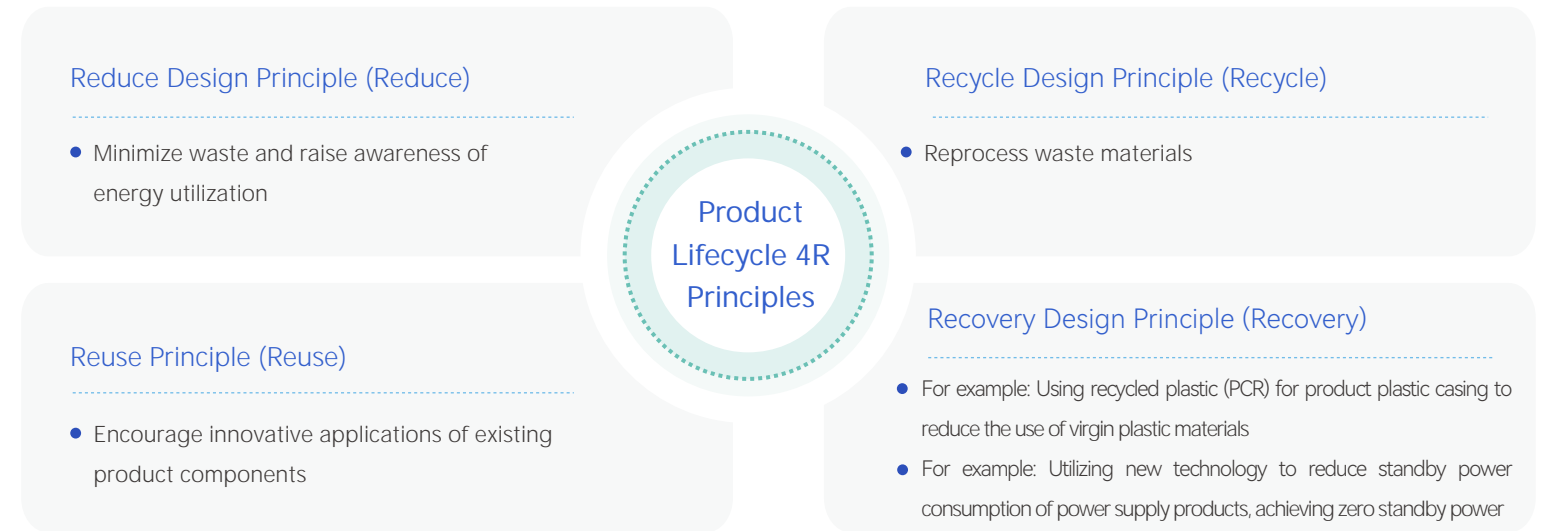 Reduce Design Principle (Reduce)
Minimize waste and raise awareness of
energy utilization
Recycle Design Principle (Recycle)
Reprocess waste materials
Product
Lifecycle 4R
Principles
Reuse Principle (Reuse)
Encourage innovative applications of existing
product components
Recovery Design Principle (Recovery)
For example: Using recycled plastic (PCR) for product plastic casing to
reduce the use of virgin plastic materials
For example: Utilizing new technology to reduce standby power
consumption of power supply products, achieving zero standby power